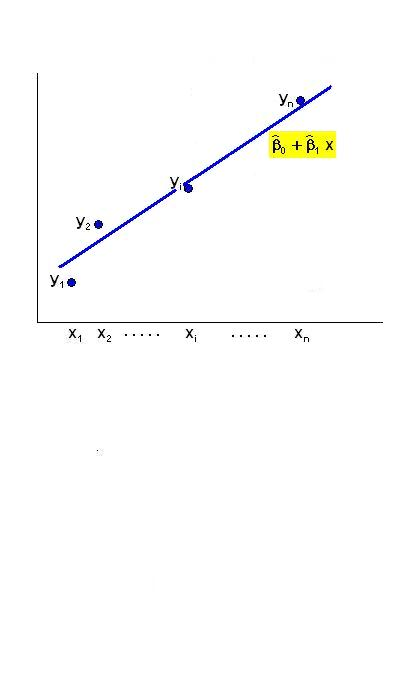 yₙ
β̂₀ + β̂₁ x
yᵢ
y₂
y₁
x₁ x₂ ..... xᵢ ..... xₙ